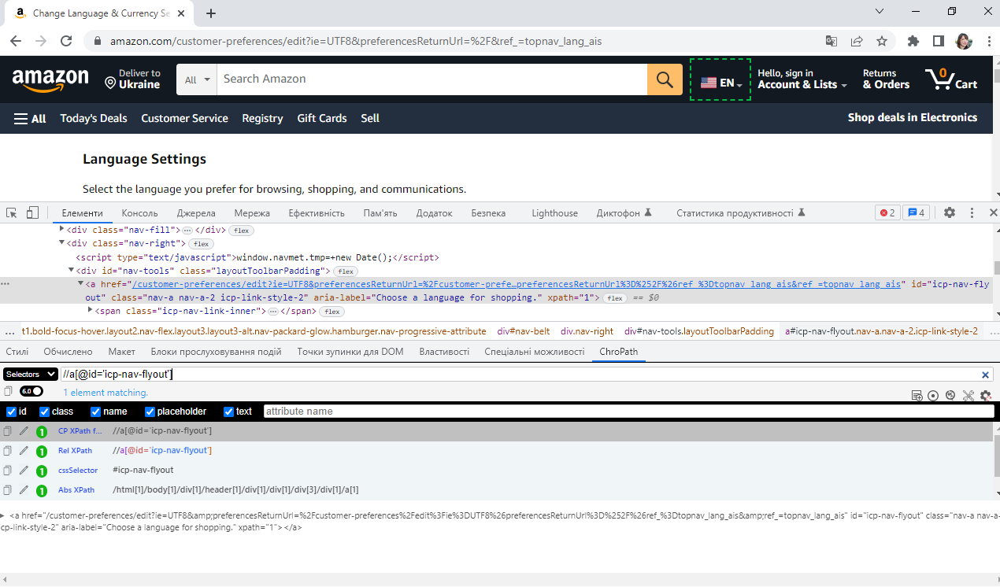 a Change Language & Currency Se
amazon.com/customer-preferences/edit?ie=UTF8&preferencesReturnUrl=%2F&ref_=topnav_lang_ais
amazon
Deliver to
Ukraine
All
Search Amazon
EN
Hello, sign in
Account & Lists
Returns
& Orders
0
Cart
All Today's Deals Customer Service Registry Gift Cards Sell Shop deals in Electronics
Language Settings
Select the language you prefer for browsing, shopping, and communications.
Елементи Консоль Джерела Мережа Ефективність Пам'ять Додаток Безпека Lighthouse Диктофон Статистика продуктивності 2 4
<div class="nav-fill">…</div> flex
<div class="nav-right"> flex
<script type="text/javascript">window.navmet.tmp=+new Date();</script>
<div id="nav-tools" class="layoutToolbarPadding"> flex
… <a href="/customer-preferences/edit?ie=UTF8&preferencesReturnUrl=%2Fcustomer-prefe…preferencesReturnUrl%3D%252F%26ref_%3Dtopnav_lang_ais&ref_=topnav_lang_ais" id="icp-nav-fly
out" class="nav-a nav-a-2 icp-link-style-2" aria-label="Choose a language for shopping." xpath="1"> flex == $0
<span class="icp-nav-link-inner">…</span> flex
… t1.bold-focus-hover.layout2.nav-flex.layout3.layout3-alt.nav-packard-glow.hamburger.nav-progressive-attribute div#nav-belt div.nav-right div#nav-tools.layoutToolbarPadding a#icp-nav-flyout.nav-a.nav-a-2.icp-link-style-2 …
Стилі Обчислено Макет Блоки прослуховування подій Точки зупинки для DOM Властивості Спеціальні можливості ChroPath
Selectors //a[@id='icp-nav-flyout']
6.0 1 element matching.
id class name placeholder text attribute name
1 CP XPath f... //a[@id='icp-nav-flyout']
1 Rel XPath //a[@id='icp-nav-flyout']
1 cssSelector #icp-nav-flyout
1 Abs XPath /html[1]/body[1]/div[1]/header[1]/div[1]/div[1]/div[3]/div[1]/a[1]
<a href="/customer-preferences/edit?ie=UTF8&amp;preferencesReturnUrl=%2Fcustomer-preferences%2Fedit%3Fie%3DUTF8%26preferencesReturnUrl%3D%252F%26ref_%3Dtopnav_lang_ais&amp;ref_=topnav_lang_ais" id="icp-nav-flyout" class="nav-a nav-a-
cp-link-style-2" aria-label="Choose a language for shopping." xpath="1"></a>